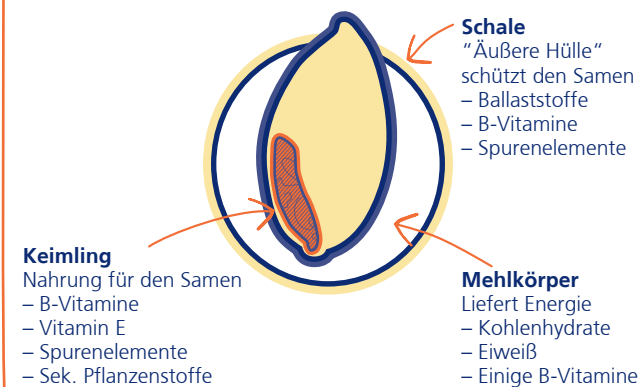 Schale
“Äußere Hülle“
schützt den Samen
– Ballaststoffe
– B-Vitamine
– Spurenelemente
Keimling
Nahrung für den Samen
– B-Vitamine
– Vitamin E
– Spurenelemente
– Sek. Pflanzenstoffe
Mehlkörper
Liefert Energie
– Kohlenhydrate
– Eiweiß
– Einige B-Vitamine